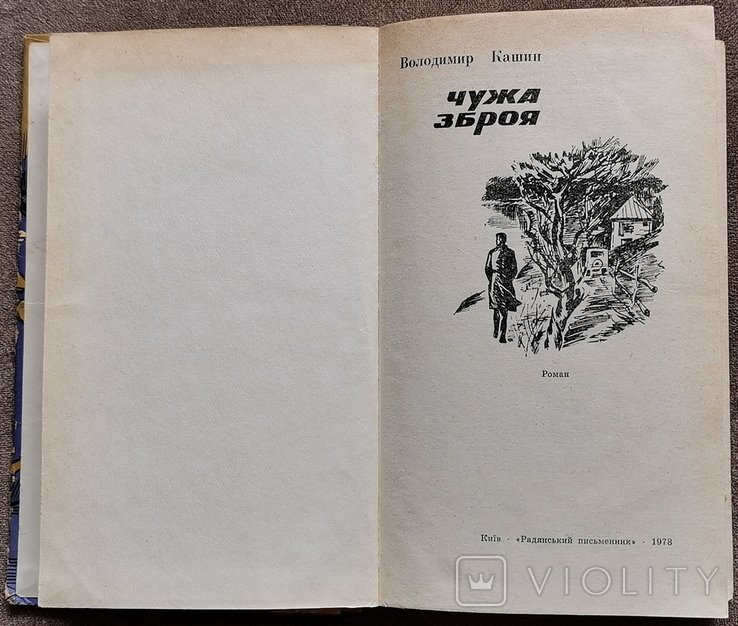 Володимир Кашин
чужа
зброя
Роман
Київ · «Радянський письменник» · 1978
VIOLITY